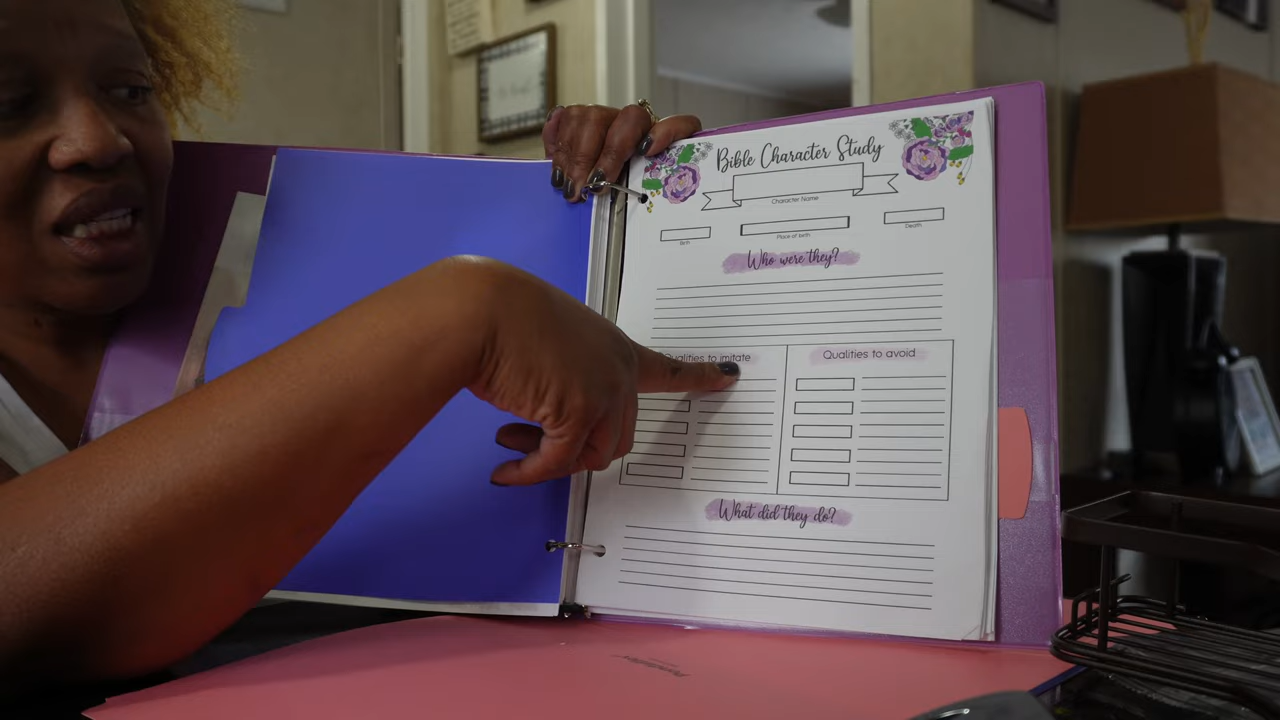 Bible Character Study
Character Name
Birth
Place of birth
Death
Who were they?
Qualities to imitate
Qualities to avoid
What did they do?